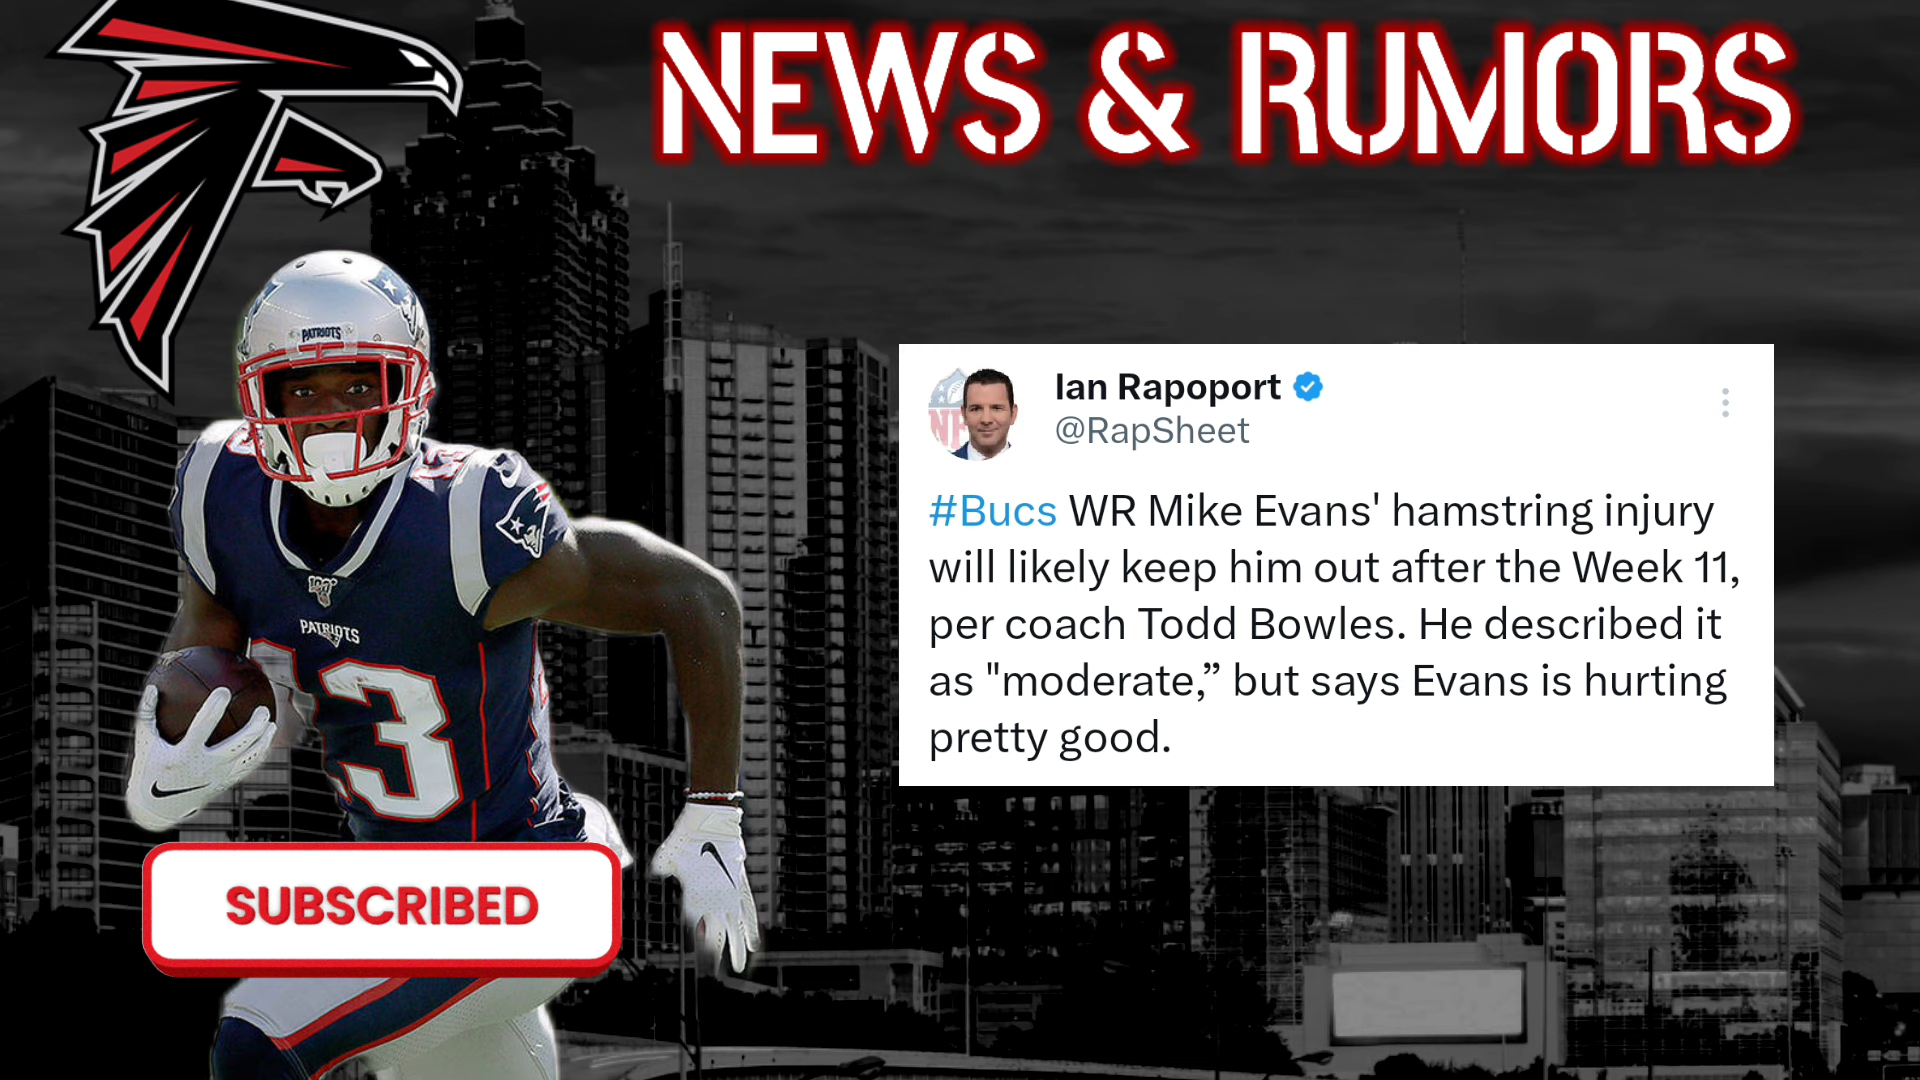 NEWS & RUMORS
PATRIOTS
Ian Rapoport
@RapSheet
NFL
#Bucs WR Mike Evans' hamstring injury
will likely keep him out after the Week 11,
per coach Todd Bowles. He described it
as "moderate,” but says Evans is hurting
pretty good.
100
PATRIOTS
13
SUBSCRIBED